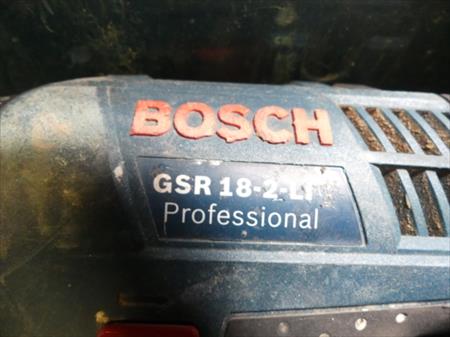 BOSCH
GSR 18-2-LI
Professional